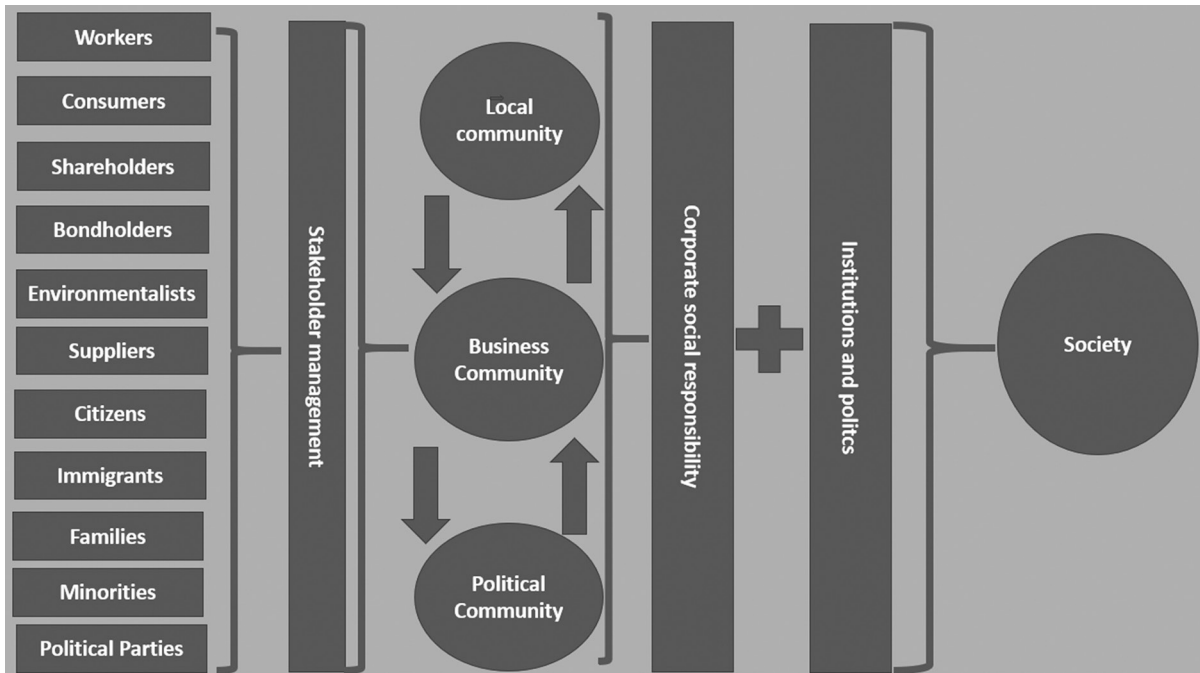 Workers
Consumers
Shareholders
Bondholders
Environmentalists
Suppliers
Citizens
Immigrants
Families
Minorities
Political Parties
Stakeholder management
Local
community
Business
Community
Political
Community
Corporate social responsibility
Institutions and politcs
Society